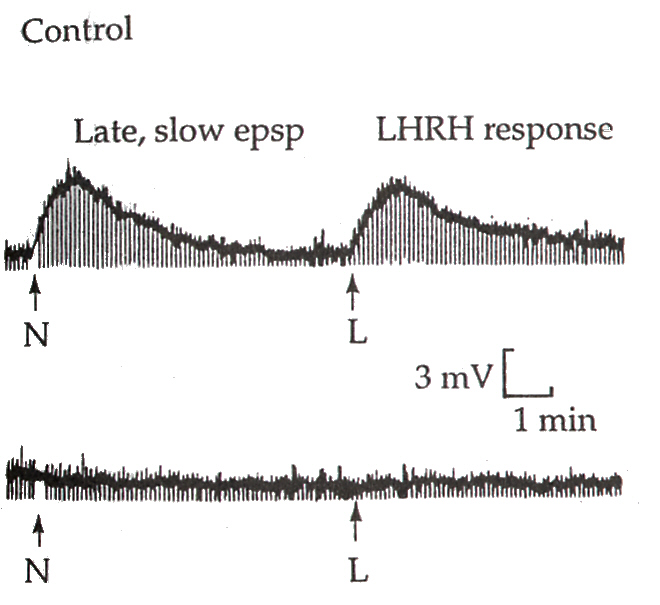 Control
Late, slow epsp
LHRH response
N
L
3 mV
1 min
N
L